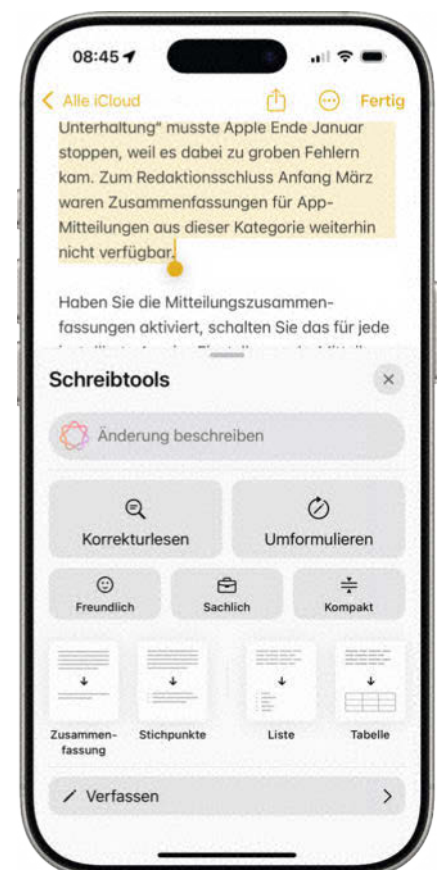 08:45
Alle iCloud
Fertig
Unterhaltung" musste Apple Ende Januar
stoppen, weil es dabei zu groben Fehlern
kam. Zum Redaktionsschluss Anfang März
waren Zusammenfassungen für App-
Mitteilungen aus dieser Kategorie weiterhin
nicht verfügbar.
Haben Sie die Mitteilungszusammen-
fassungen aktiviert, schalten Sie das für jede
Schreibtools
Änderung beschreiben
Korrekturlesen
Umformulieren
Freundlich
Sachlich
Kompakt
Zusammen-
fassung
Stichpunkte
Liste
Tabelle
Verfassen